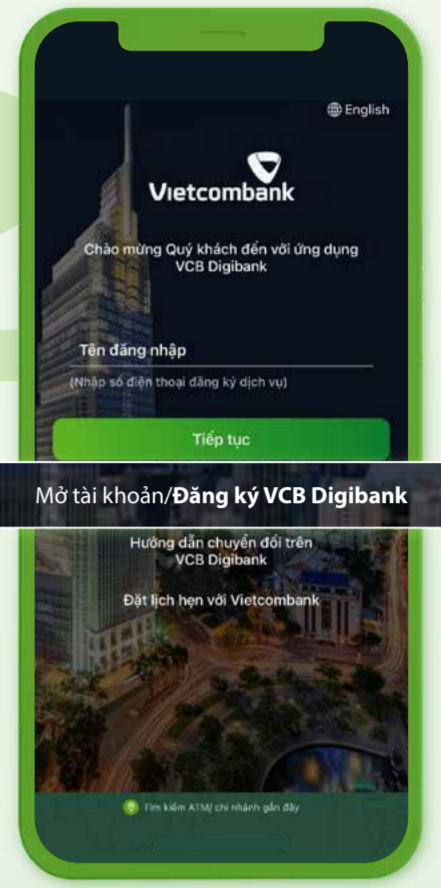 English
Vietcombank
Chào mừng Quý khách đến với ứng dụng
VCB Digibank
Tên đăng nhập
(Nhập số điện thoại đăng ký dịch vụ)
Tiếp tục
Mở tài khoản/Đăng ký VCB Digibank
Hướng dẫn chuyển đổi trên
VCB Digibank
Đặt lịch hẹn với Vietcombank
Tìm kiếm ATM/ chi nhánh gần đây